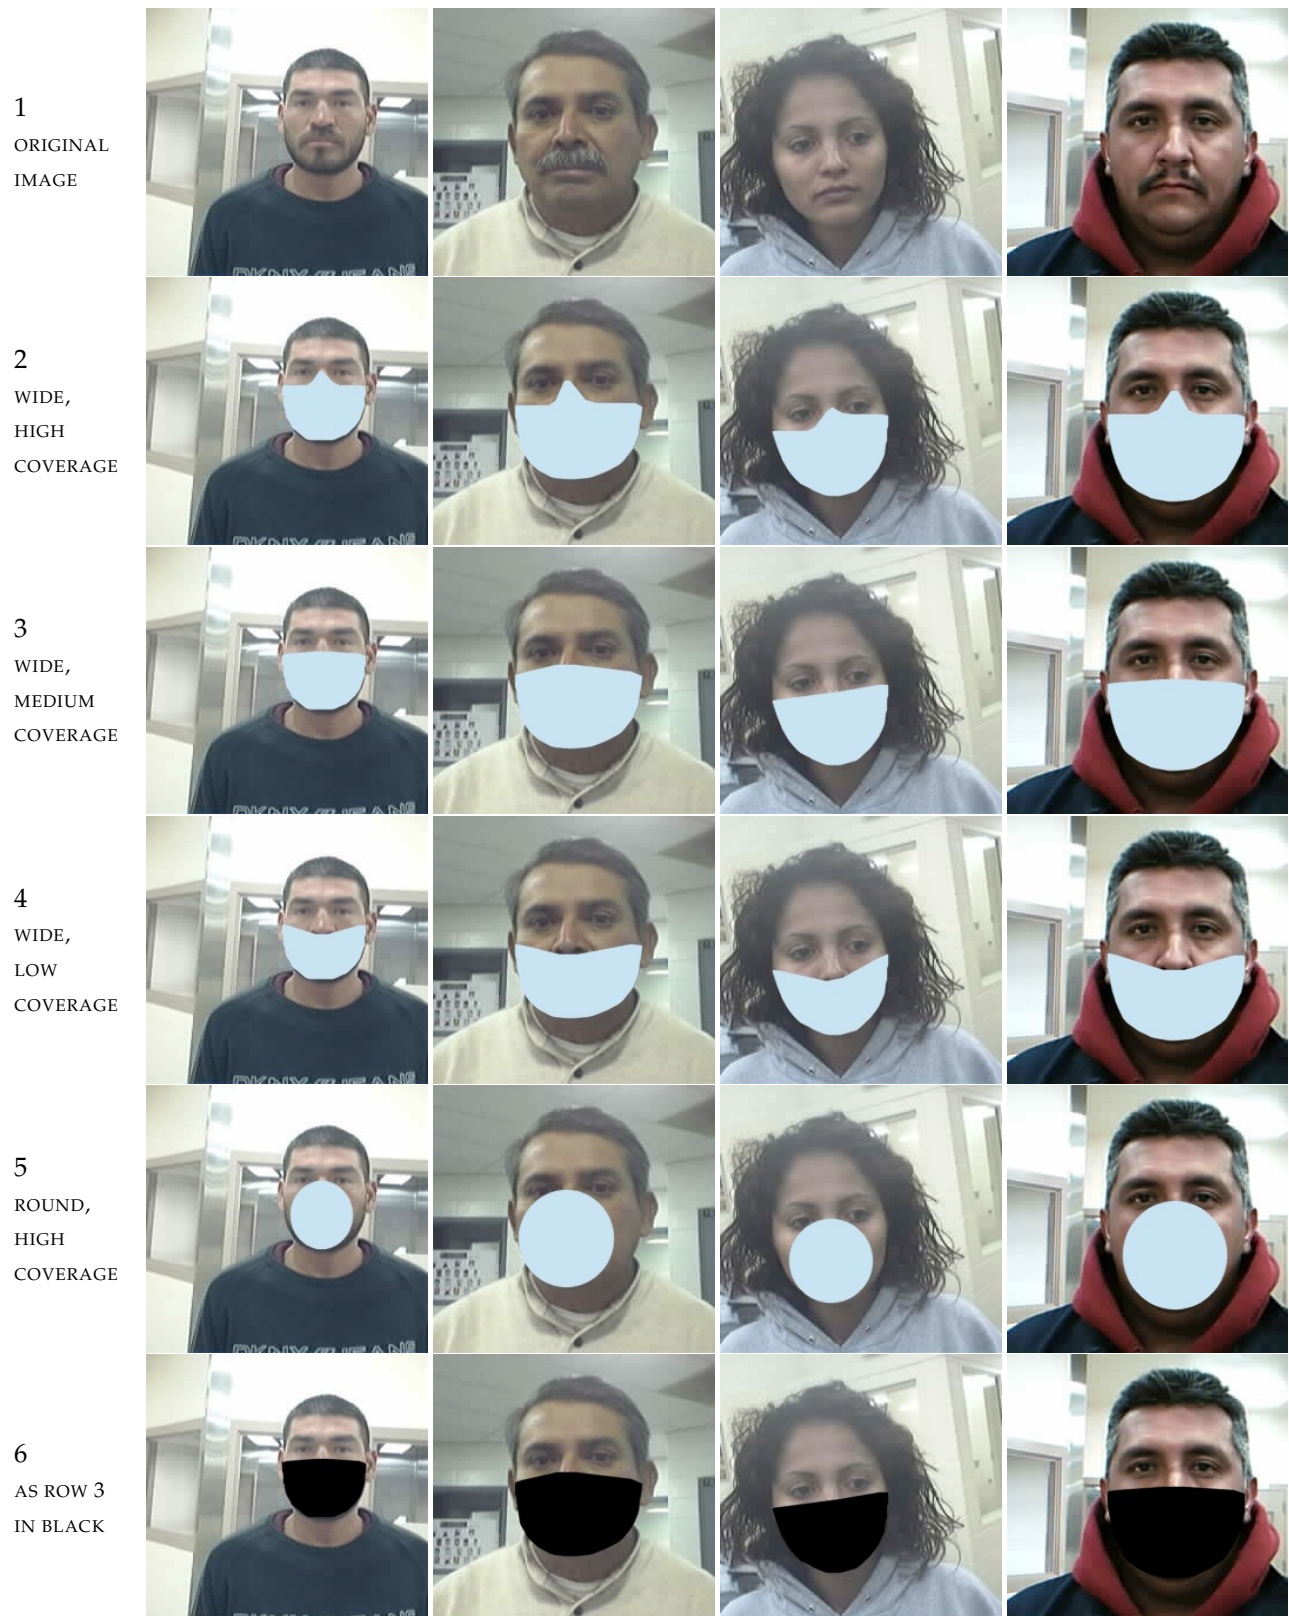 1
ORIGINAL
IMAGE
2
WIDE,
HIGH
COVERAGE
3
WIDE,
MEDIUM
COVERAGE
4
WIDE,
LOW
COVERAGE
5
ROUND,
HIGH
COVERAGE
6
AS ROW 3
IN BLACK